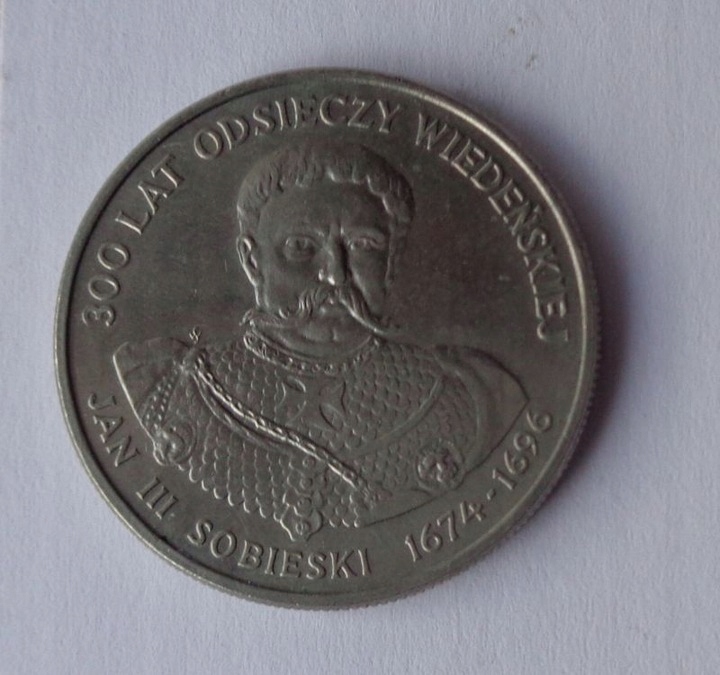 300 LAT ODSIECZY WIEDEŃSKIEJ
JAN III SOBIESKI 1674-1696